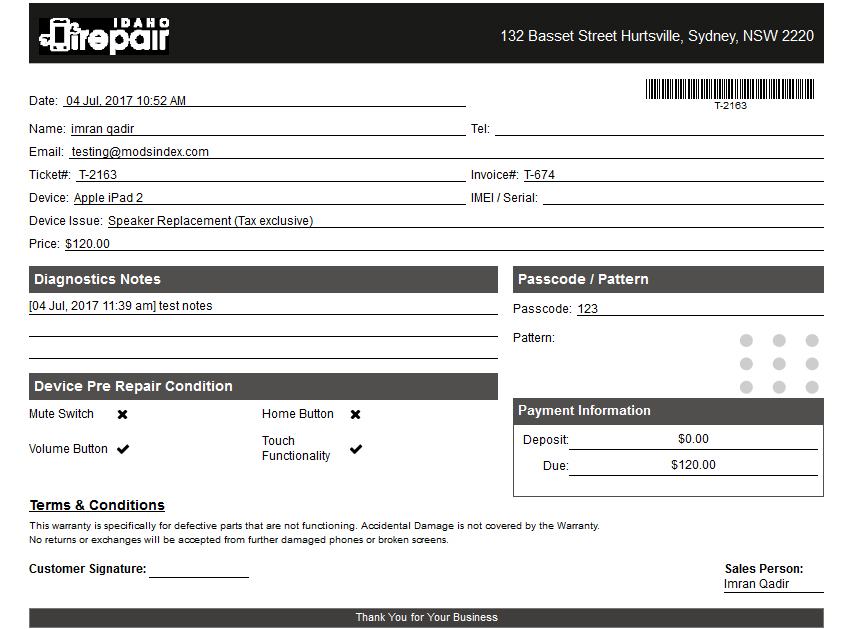 IDAHO
irepair
132 Basset Street Hurtsville, Sydney, NSW 2220
T-2163
Date: 04 Jul, 2017 10:52 AM
Name: imran qadir Tel:
Email: testing@modsindex.com
Ticket#: T-2163 Invoice#: T-674
Device: Apple iPad 2 IMEI / Serial:
Device Issue: Speaker Replacement (Tax exclusive)
Price: $120.00
Diagnostics Notes
[04 Jul, 2017 11:39 am] test notes
Passcode / Pattern
Passcode: 123
Pattern:
Device Pre Repair Condition
Mute Switch ✖ Home Button ✖
Volume Button ✔ Touch
Functionality ✔
Payment Information
Deposit: $0.00
Due: $120.00
Terms & Conditions
This warranty is specifically for defective parts that are not functioning. Accidental Damage is not covered by the Warranty.
No returns or exchanges will be accepted from further damaged phones or broken screens.
Customer Signature:
Sales Person:
Imran Qadir
Thank You for Your Business